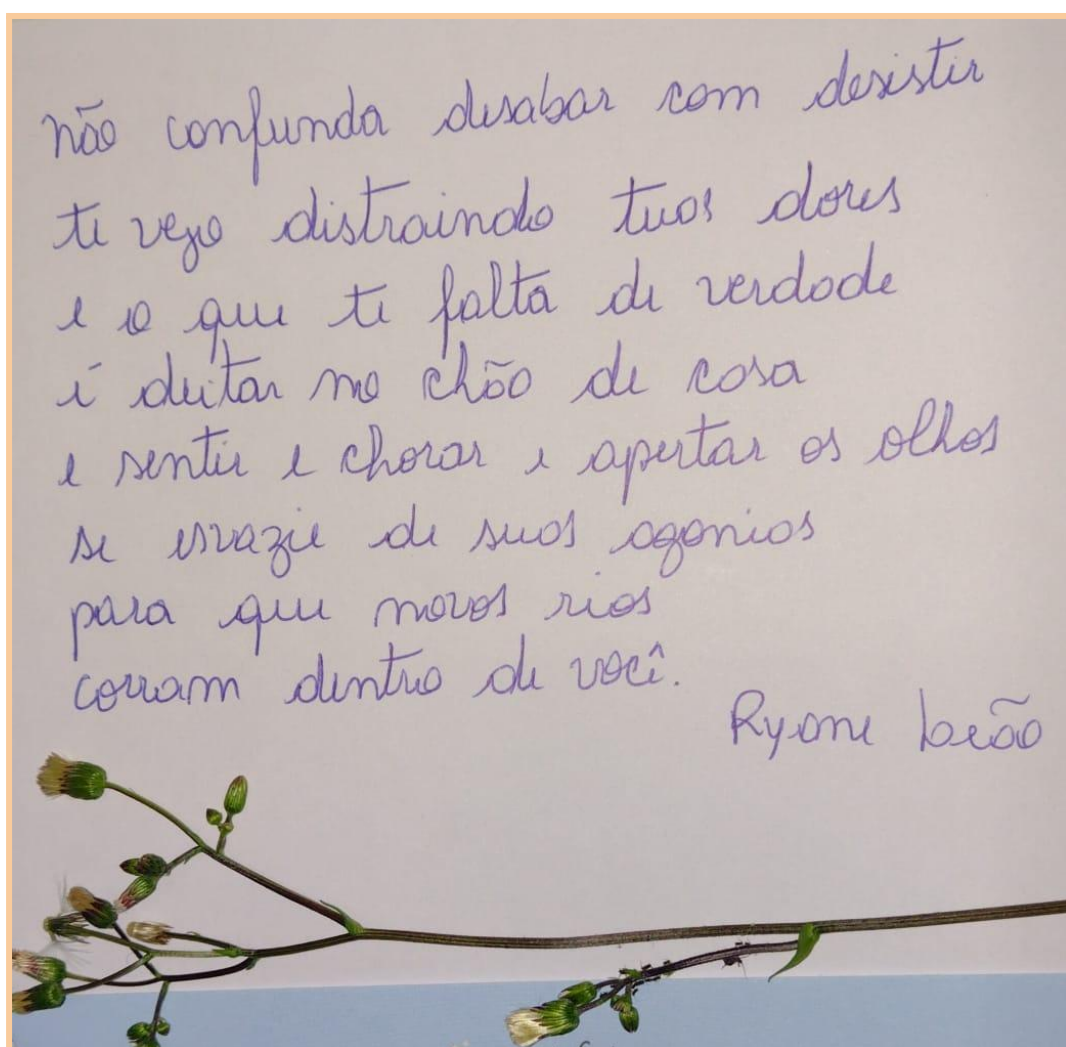 não confunda desabar com desistir
te vejo distraindo tuas dores
e o que te falta de verdade
é deitar no chão de casa
e sentir e chorar e apertar os olhos
se esvazie de suas agonias
para que novos rios
corram dentro de você.
Ryane Leão